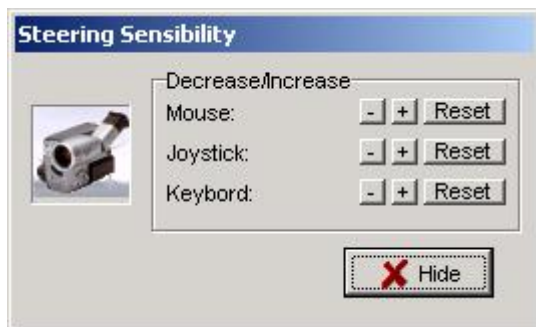 Steering Sensibility
Decrease/Increase
Mouse: - + Reset
Joystick: - + Reset
Keybord: - + Reset
Hide